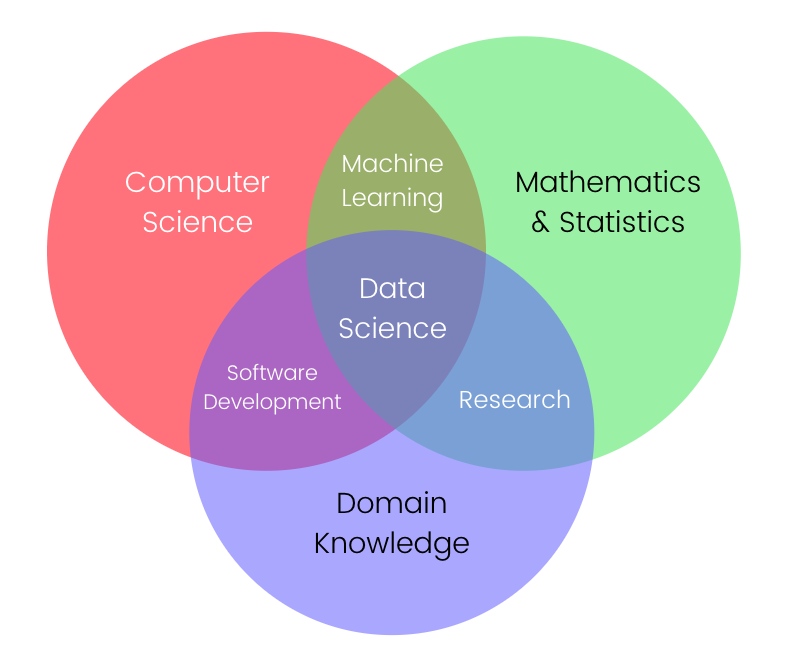 Computer
Science
Machine
Learning
Mathematics
& Statistics
Data
Science
Software
Development
Research
Domain
Knowledge